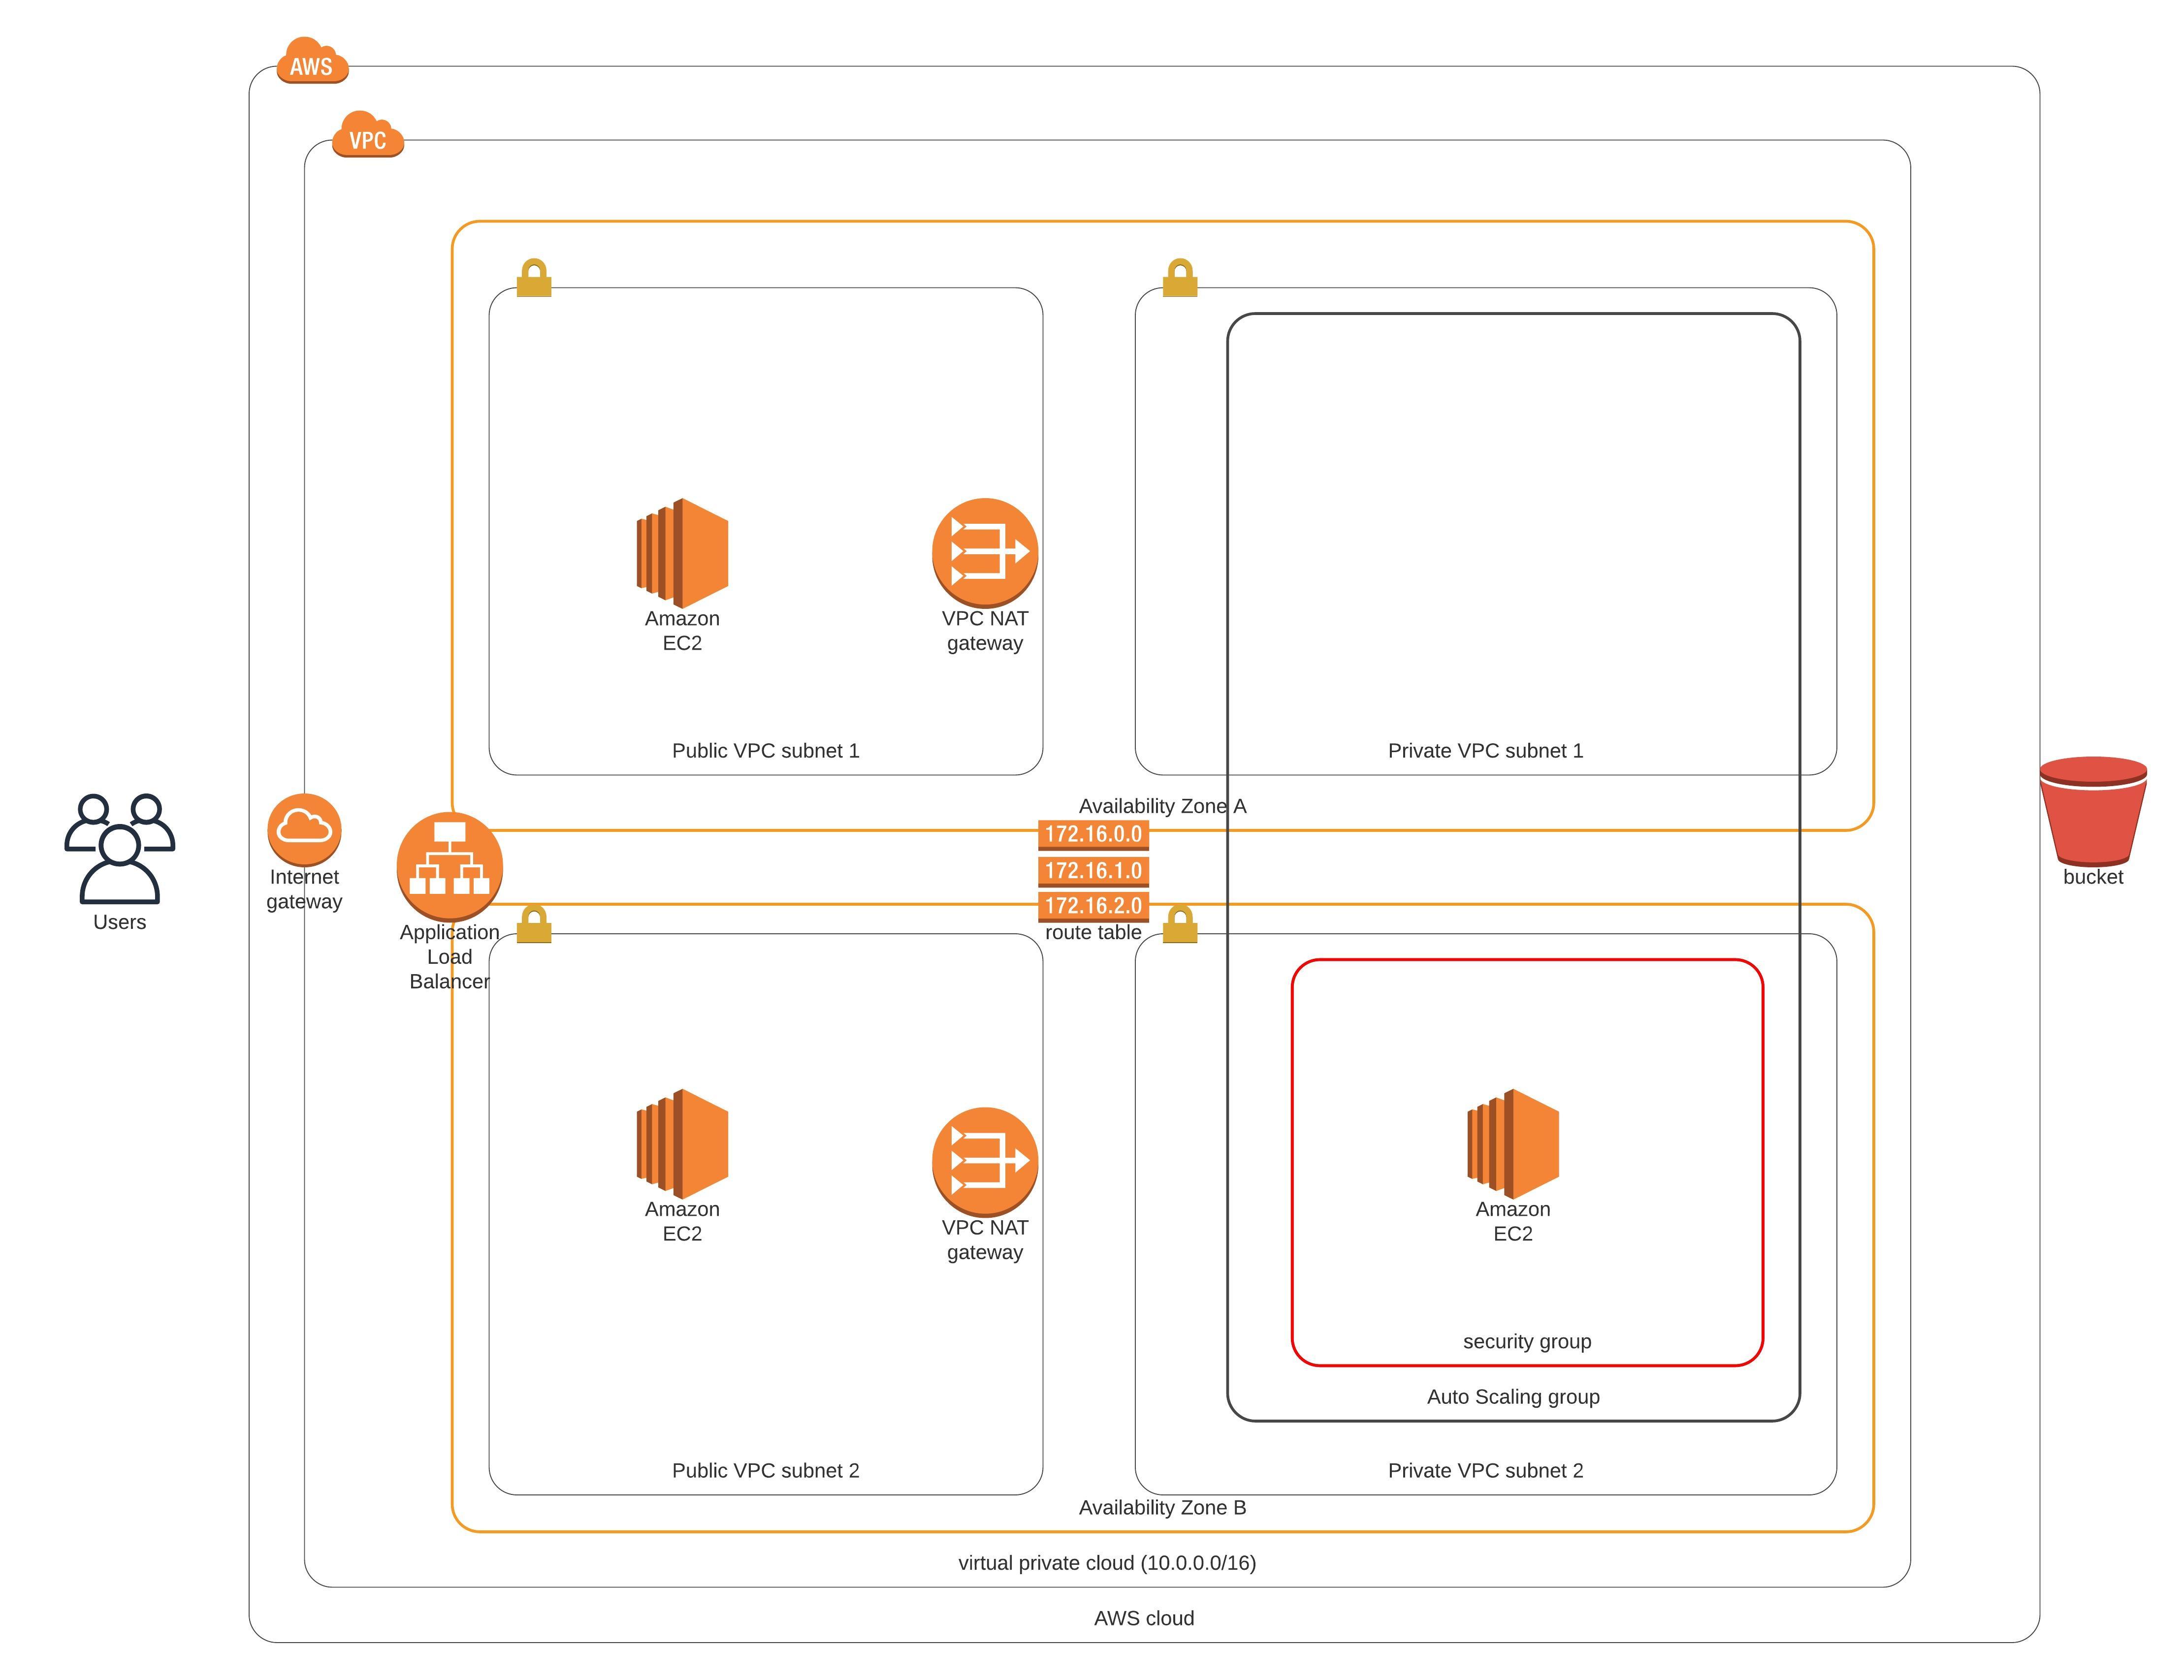 AWS
VPC
Amazon
EC2
VPC NAT
gateway
Public VPC subnet 1
Private VPC subnet 1
Availability Zone A
172.16.0.0
172.16.1.0
172.16.2.0
route table
Users
Internet
gateway
Application
Load
Balancer
bucket
Amazon
EC2
VPC NAT
gateway
Amazon
EC2
security group
Auto Scaling group
Public VPC subnet 2
Private VPC subnet 2
Availability Zone B
virtual private cloud (10.0.0.0/16)
AWS cloud